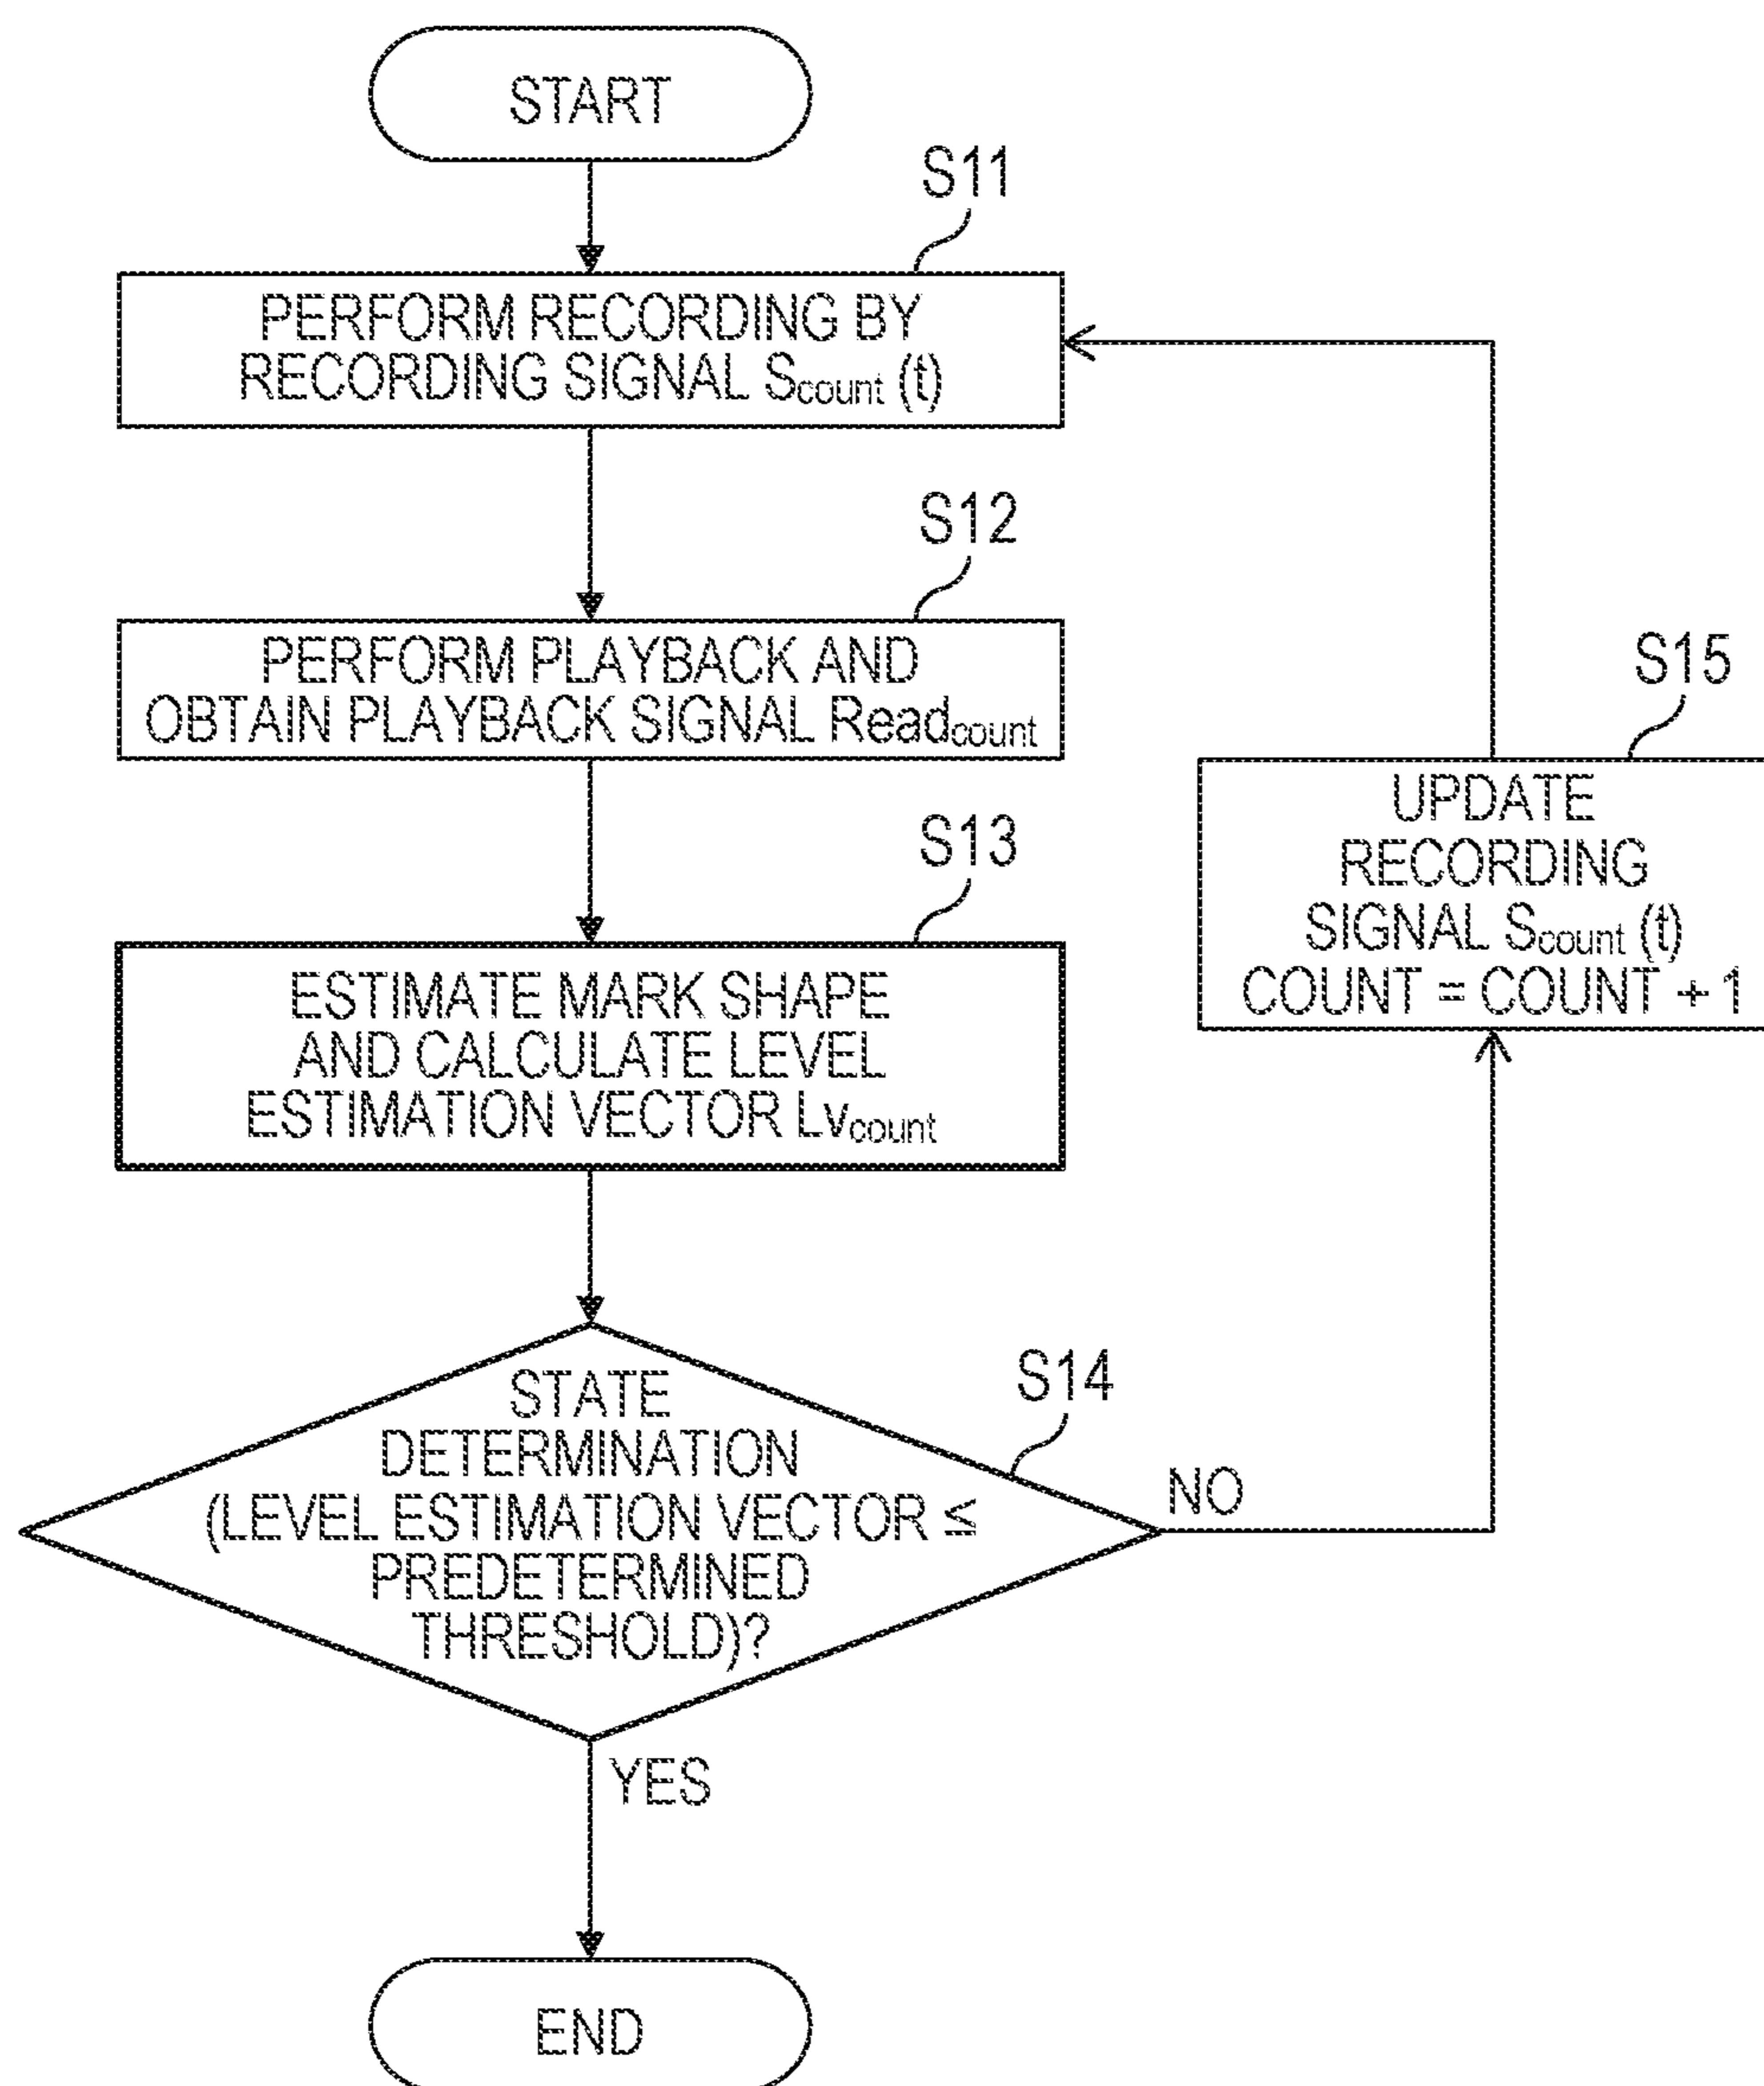 START
S11
PERFORM RECORDING BY
RECORDING SIGNAL Scount (t)
S12
PERFORM PLAYBACK AND
OBTAIN PLAYBACK SIGNAL Readcount
S13
ESTIMATE MARK SHAPE
AND CALCULATE LEVEL
ESTIMATION VECTOR Lvcount
S14
STATE
DETERMINATION
(LEVEL ESTIMATION VECTOR ≤
PREDETERMINED
THRESHOLD)?
NO
S15
UPDATE
RECORDING
SIGNAL Scount (t)
COUNT = COUNT + 1
YES
END